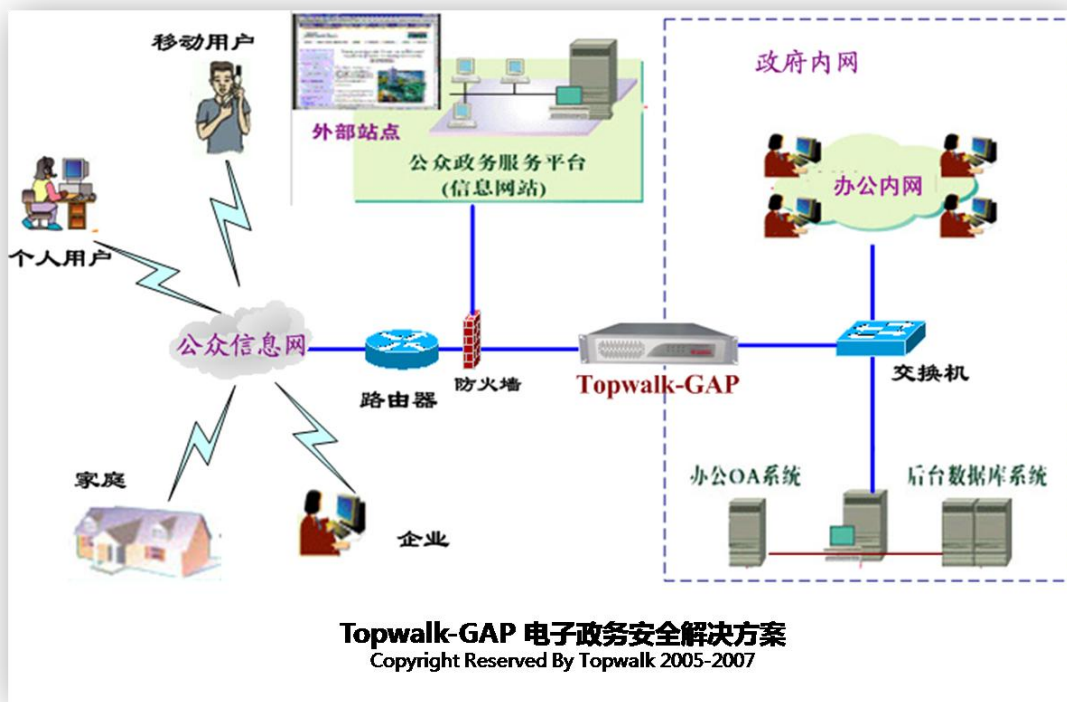 移动用户
政府内网
外部站点
公众政务服务平台
(信息网站)
办公内网
个人用户
公众信息网
路由器
防火墙
Topwalk-GAP
交换机
家庭
企业
办公OA系统
后台数据库系统
Topwalk-GAP 电子政务安全解决方案
Copyright Reserved By Topwalk 2005-2007